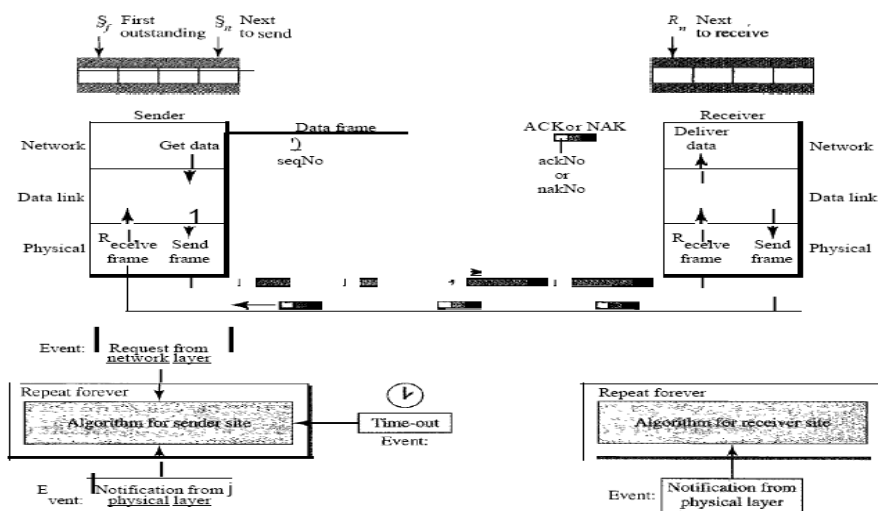 S_f First outstanding
S_n Next to send
R_n Next to receive
Sender
Receiver
Data frame
seqNo
ACK or NAK
ackNo
or
nakNo
Network
Get data
Deliver data
Network
Data link
Data link
Physical
Receive frame
Send frame
Receive frame
Send frame
Physical
Event:
Request from network layer
Repeat forever
Algorithm for sender site
Time-out
Event:
Repeat forever
Algorithm for receiver site
Event:
Notification from physical layer
Event:
Notification from physical layer